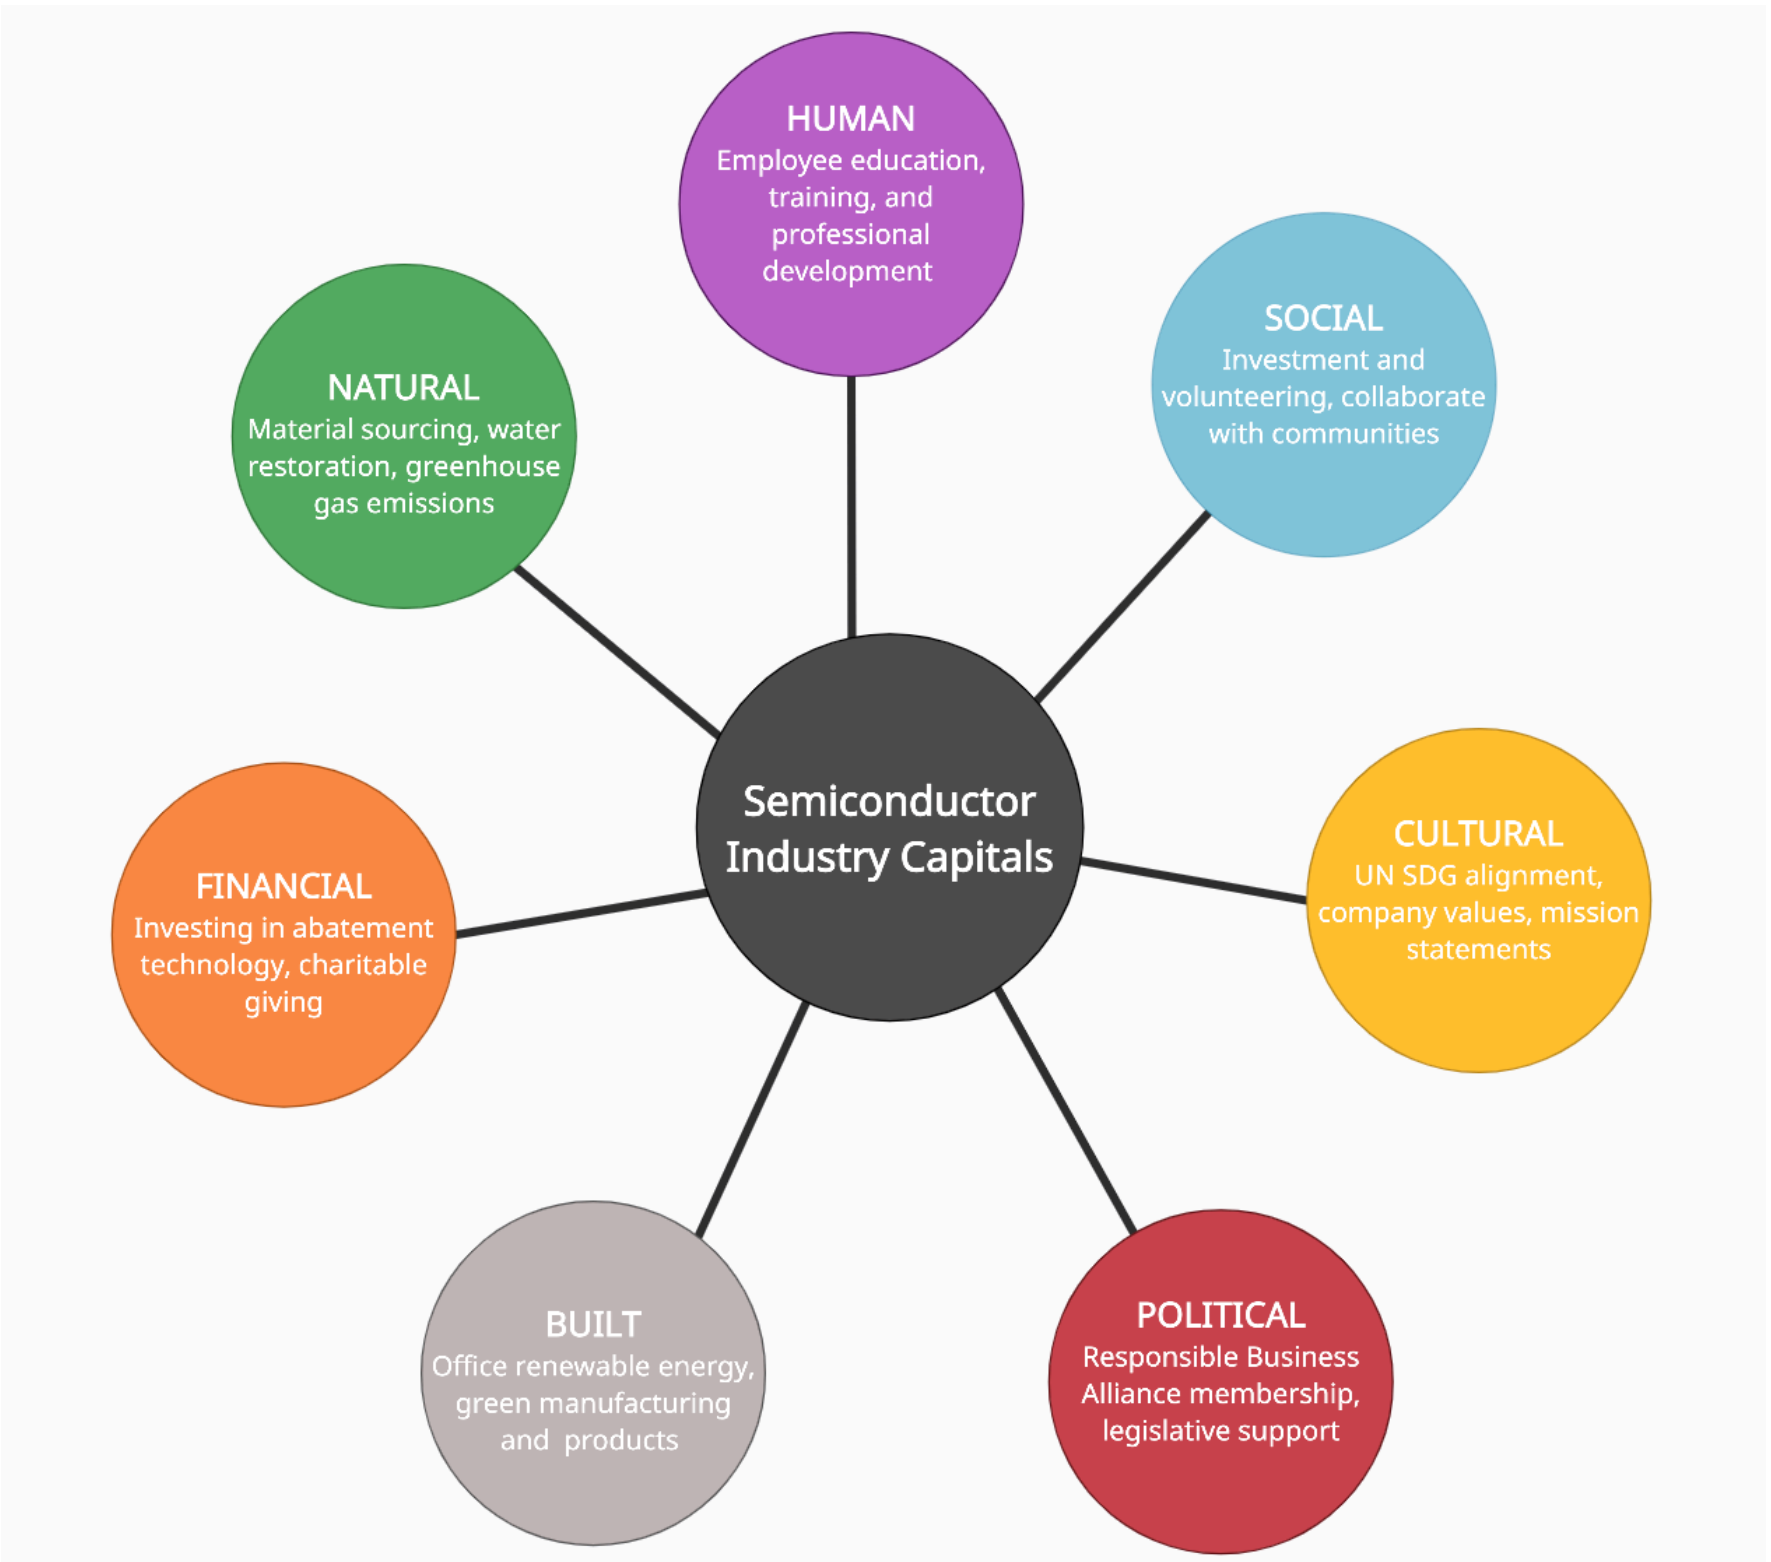 HUMAN
Employee education,
training, and
professional
development
SOCIAL
Investment and
volunteering, collaborate
with communities
NATURAL
Material sourcing, water
restoration, greenhouse
gas emissions
Semiconductor
Industry Capitals
CULTURAL
UN SDG alignment,
company values, mission
statements
FINANCIAL
Investing in abatement
technology, charitable
giving
BUILT
Office renewable energy,
green manufacturing
and  products
POLITICAL
Responsible Business
Alliance membership,
legislative support